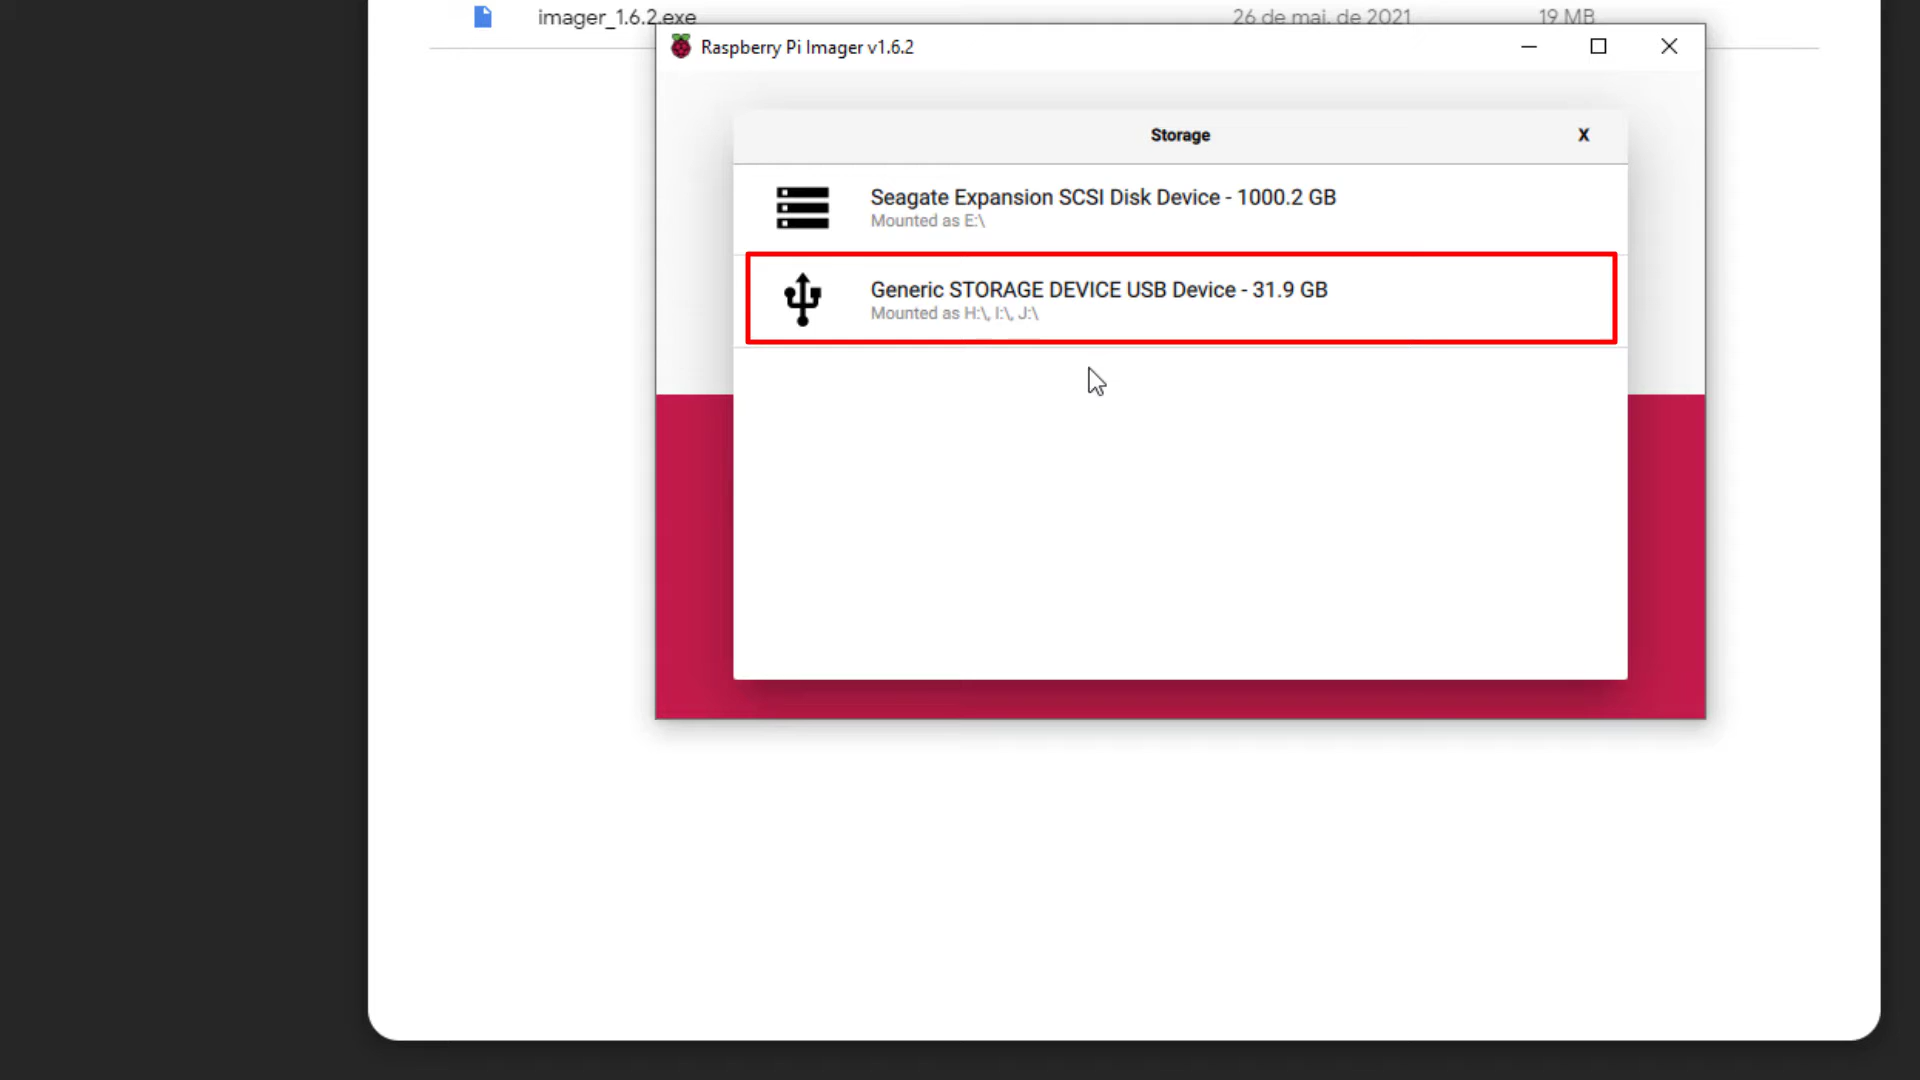 imager_1.6.2.exe 26 de mai. de 2021 19 MB
Raspberry Pi Imager v1.6.2
Storage X
Seagate Expansion SCSI Disk Device - 1000.2 GB
Mounted as E:\
Generic STORAGE DEVICE USB Device - 31.9 GB
Mounted as H:\, I:\, J:\